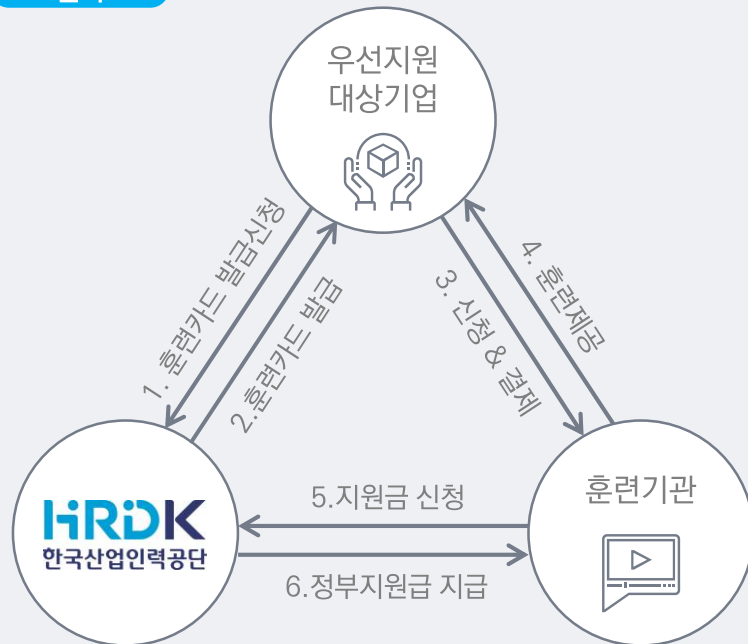 우선지원
대상기업
1. 훈련카드 발급신청
2.훈련카드 발급
3. 신청 & 결제
4. 훈련제공
HRDK
한국산업인력공단
5.지원금 신청
6.정부지원급 지급
훈련기관